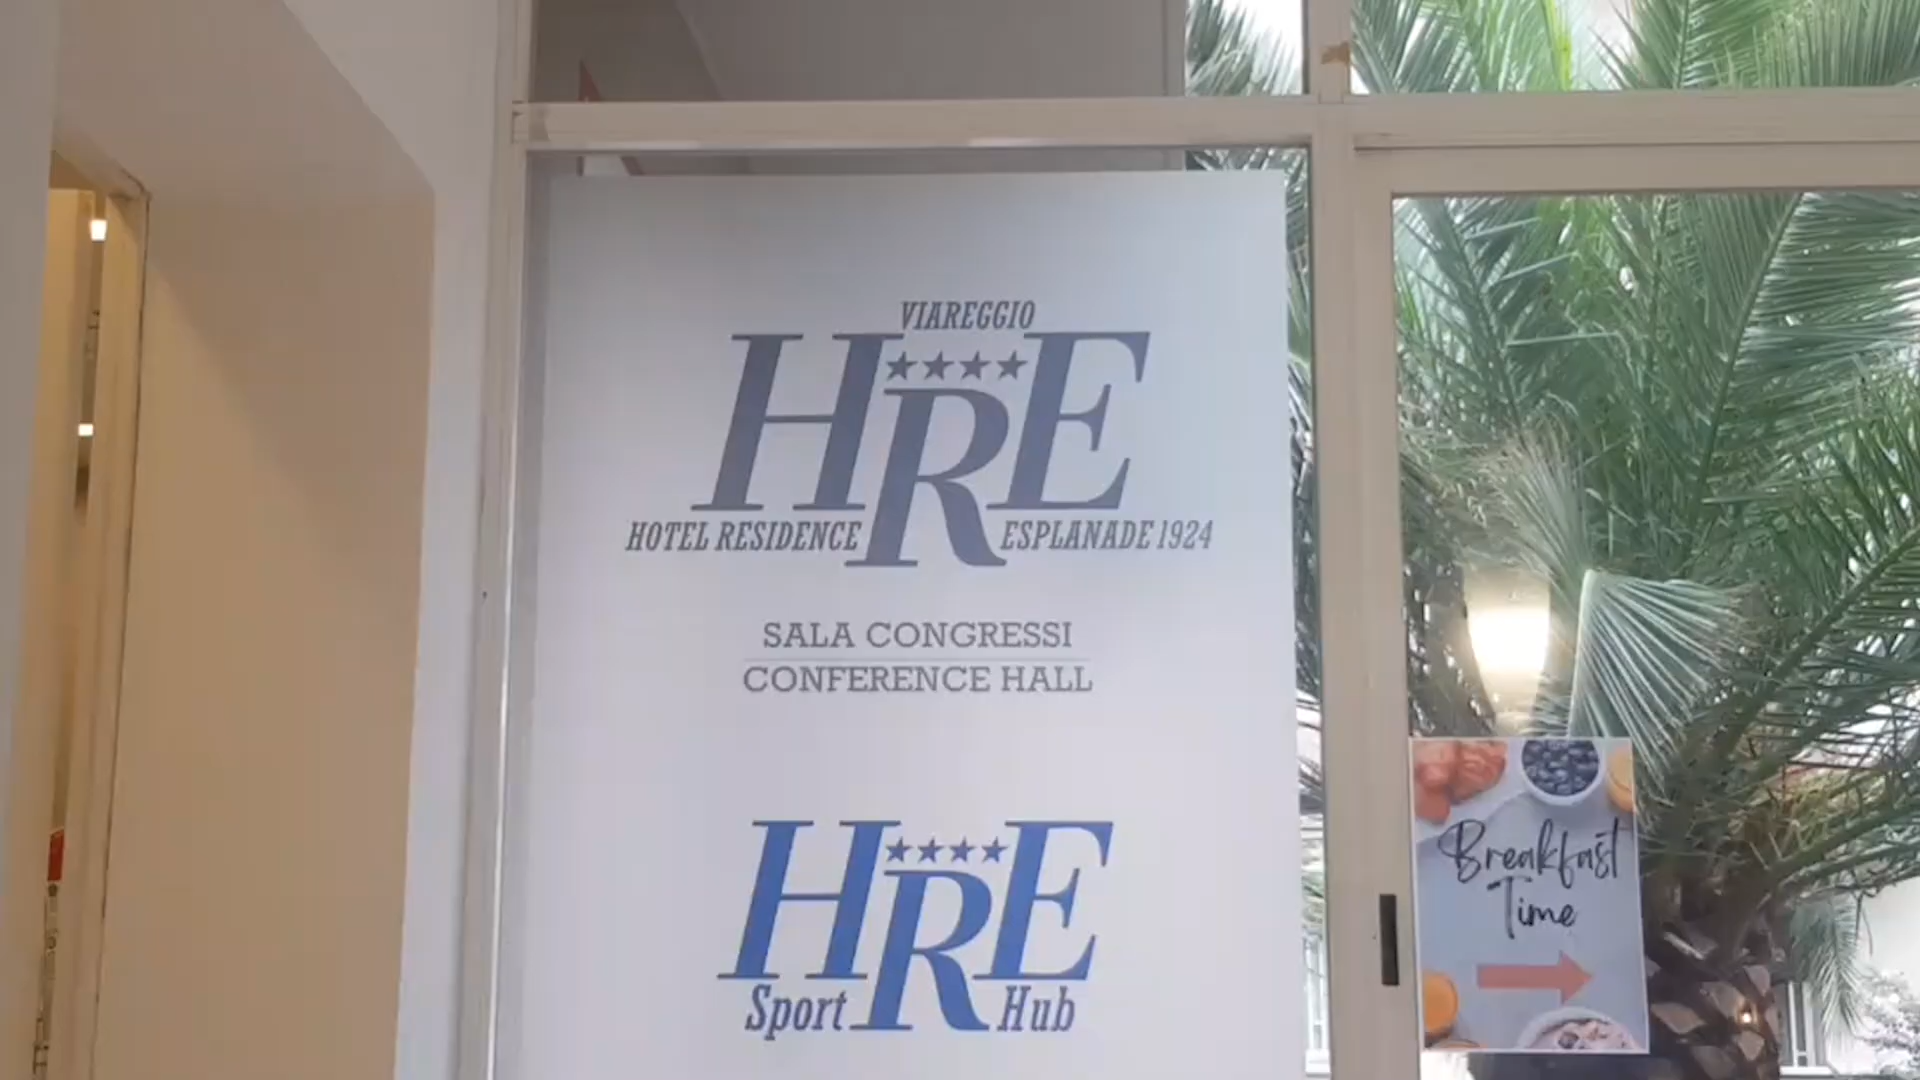 VIAREGGIO
HRE
HOTEL RESIDENCE ESPLANADE 1924
SALA CONGRESSI
CONFERENCE HALL
HRE
Sport Hub
Breakfast
Time